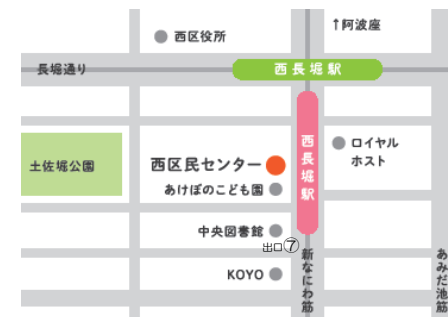 ↑阿波座
西区役所
長堀通り
西長堀駅
西長堀駅
ロイヤル
ホスト
土佐堀公園
西区民センター
あけぼのこども園
中央図書館
出口⑦
KOYO
新なにわ筋
あみだ池筋